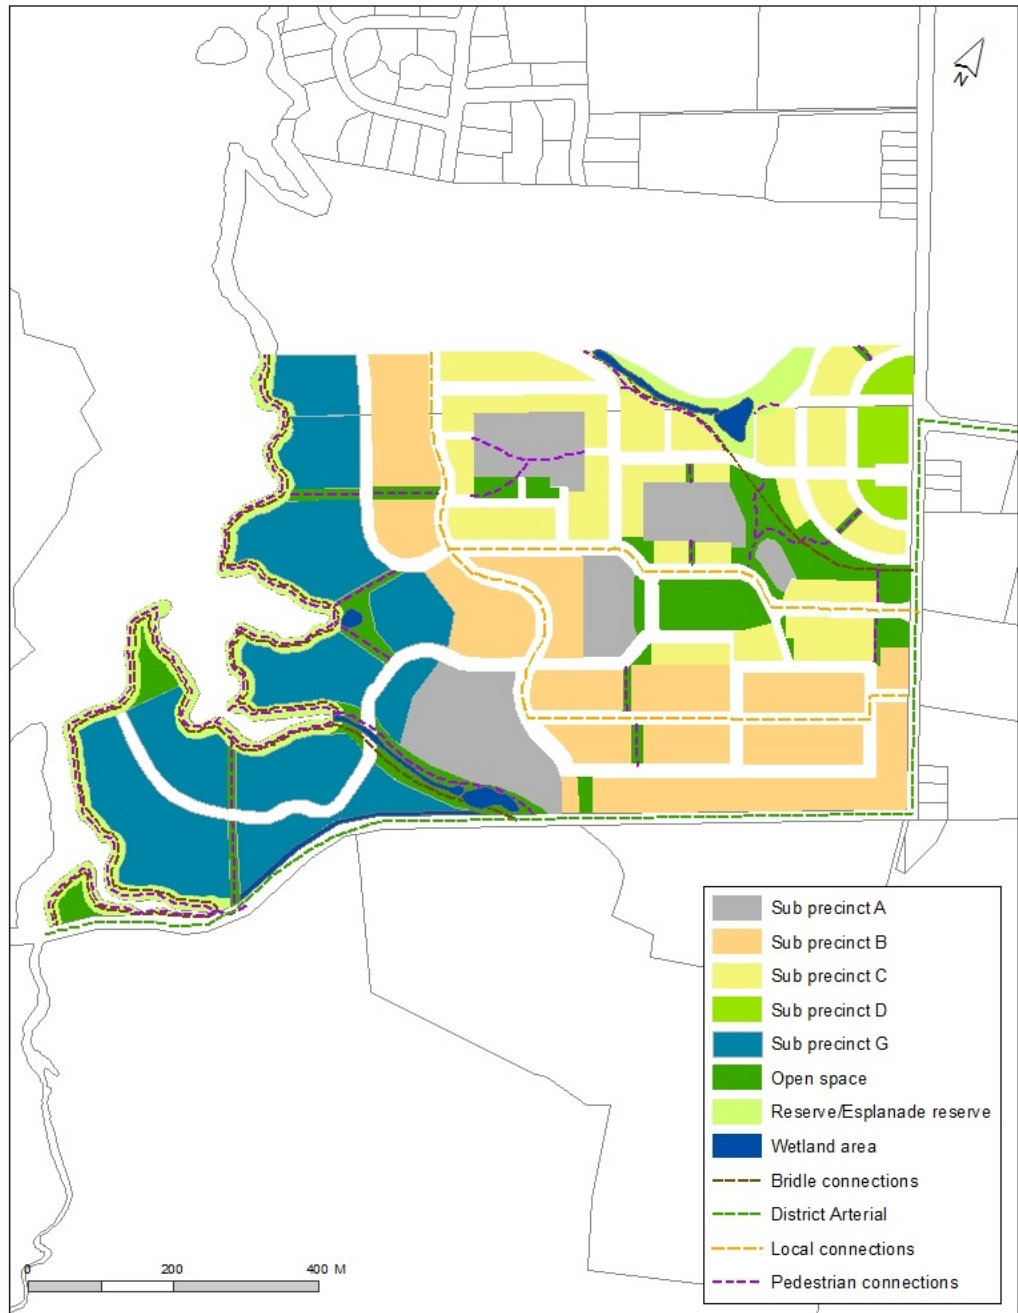 N
Sub precinct A
Sub precinct B
Sub precinct C
Sub precinct D
Sub precinct G
Open space
Reserve/Esplanade reserve
Wetland area
Bridle connections
District Arterial
Local connections
Pedestrian connections
0 200 400 M